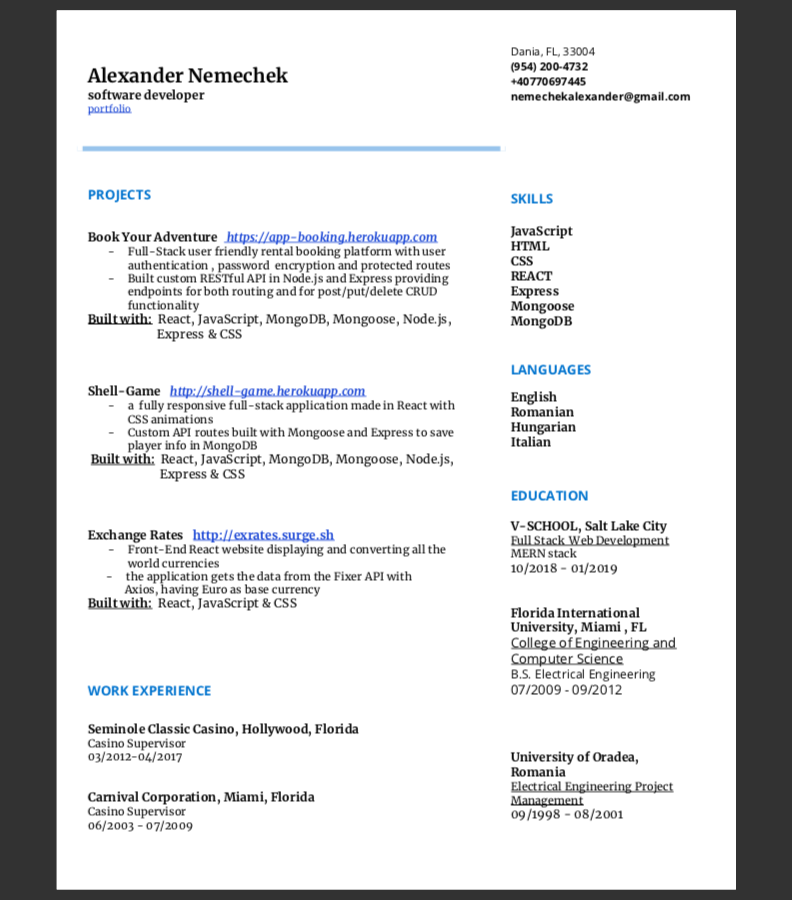 Alexander Nemechek
software developer
portfolio
Dania, FL, 33004
(954) 200-4732
+40770697445
nemechekalexander@gmail.com
PROJECTS
Book Your Adventure https://app-booking.herokuapp.com
- Full-Stack user friendly rental booking platform with user
authentication , password encryption and protected routes
- Built custom RESTful API in Node.js and Express providing
endpoints for both routing and for post/put/delete CRUD
functionality
Built with: React, JavaScript, MongoDB, Mongoose, Node.js,
Express & CSS
Shell-Game http://shell-game.herokuapp.com
- a fully responsive full-stack application made in React with
CSS animations
- Custom API routes built with Mongoose and Express to save
player info in MongoDB
Built with: React, JavaScript, MongoDB, Mongoose, Node.js,
Express & CSS
Exchange Rates http://exrates.surge.sh
- Front-End React website displaying and converting all the
world currencies
- the application gets the data from the Fixer API with
Axios, having Euro as base currency
Built with: React, JavaScript & CSS
WORK EXPERIENCE
Seminole Classic Casino, Hollywood, Florida
Casino Supervisor
03/2012-04/2017
Carnival Corporation, Miami, Florida
Casino Supervisor
06/2003 - 07/2009
SKILLS
JavaScript
HTML
CSS
REACT
Express
Mongoose
MongoDB
LANGUAGES
English
Romanian
Hungarian
Italian
EDUCATION
V-SCHOOL, Salt Lake City
Full Stack Web Development
MERN stack
10/2018 - 01/2019
Florida International
University, Miami , FL
College of Engineering and
Computer Science
B.S. Electrical Engineering
07/2009 - 09/2012
University of Oradea,
Romania
Electrical Engineering Project
Management
09/1998 - 08/2001